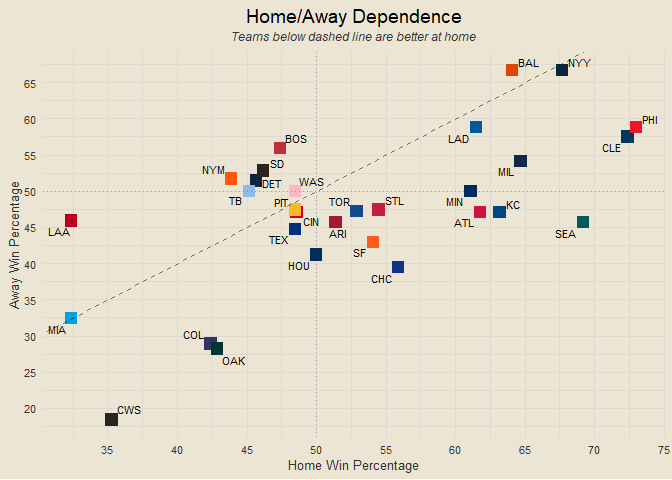 Home/Away Dependence
Teams below dashed line are better at home
65
60
55
50
45
40
35
30
25
20
Away Win Percentage
BAL
NYY
PHI
LAD
CLE
BOS
MIL
SD
NYM
DET
WAS
TB
MIN
PIT
TOR
STL
KC
CIN
ARI
ATL
LAA
SEA
TEX
SF
HOU
CHC
MIA
COL
OAK
CWS
35
40
45
50
55
60
65
70
75
Home Win Percentage